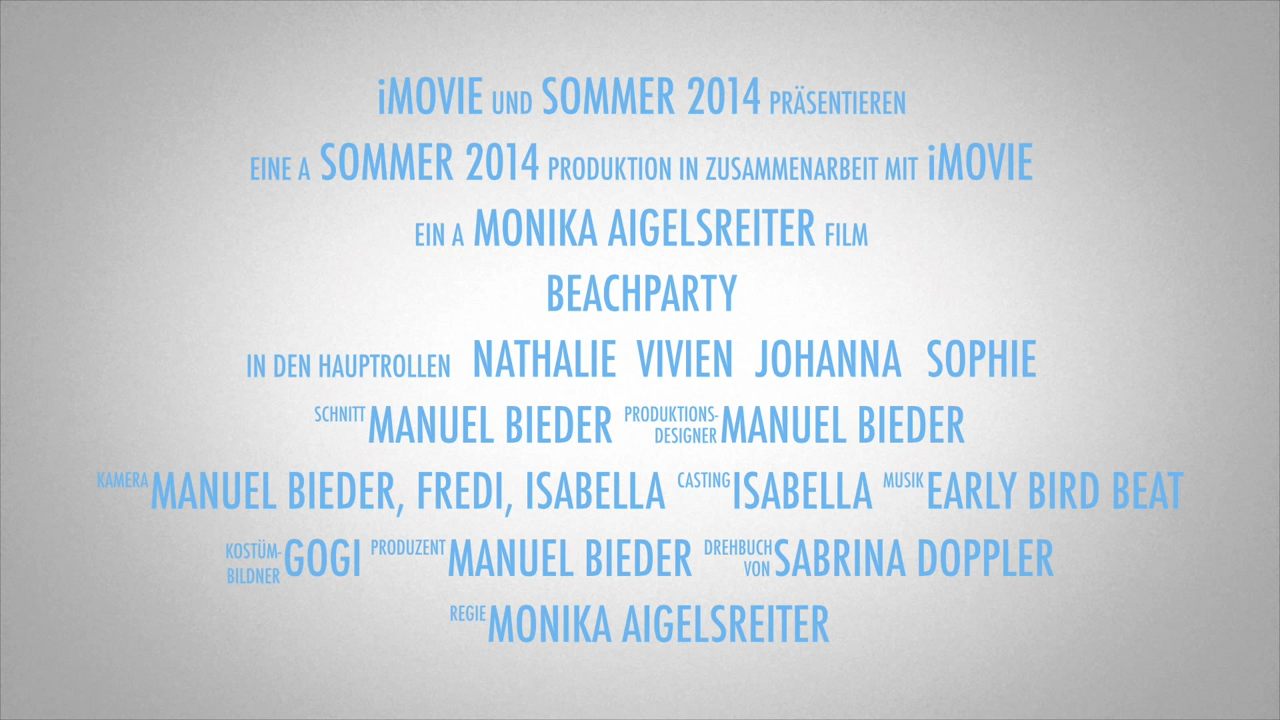 iMOVIE UND SOMMER 2014 PRÄSENTIEREN
EINE A SOMMER 2014 PRODUKTION IN ZUSAMMENARBEIT MIT iMOVIE
EIN A MONIKA AIGELSREITER FILM
BEACHPARTY
IN DEN HAUPTROLLEN NATHALIE VIVIEN JOHANNA SOPHIE
SCHNITT MANUEL BIEDER PRODUKTIONS-DESIGNER MANUEL BIEDER
KAMERA MANUEL BIEDER, FREDI, ISABELLA CASTING ISABELLA MUSIK EARLY BIRD BEAT
KOSTÜM-BILDNER GOGI PRODUZENT MANUEL BIEDER DREHBUCH VON SABRINA DOPPLER
REGIE MONIKA AIGELSREITER